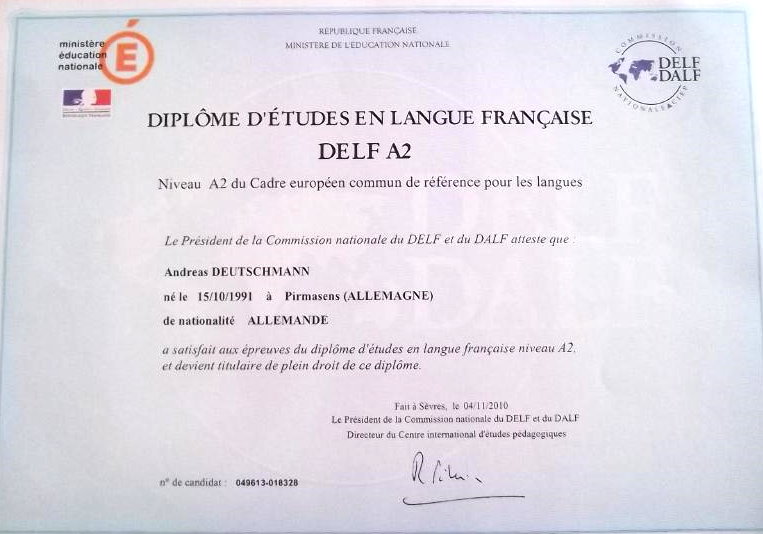 RÉPUBLIQUE FRANÇAISE
MINISTÈRE DE L'ÉDUCATION NATIONALE
ministère
éducation
nationale
É
COMMISSION
DELF
DALF
NATIONALE
DIPLÔME D'ÉTUDES EN LANGUE FRANÇAISE
DELF A2
Niveau A2 du Cadre européen commun de référence pour les langues
Le Président de la Commission nationale du DELF et du DALF atteste que :
Andreas DEUTSCHMANN
né le 15/10/1991 à Pirmasens (ALLEMAGNE)
de nationalité ALLEMANDE
a satisfait aux épreuves du diplôme d'études en langue française niveau A2,
et devient titulaire de plein droit de ce diplôme.
Fait à Sèvres, le 04/11/2010
Le Président de la Commission nationale du DELF et du DALF
Directeur du Centre international d'études pédagogiques
n° de candidat : 049613-018328